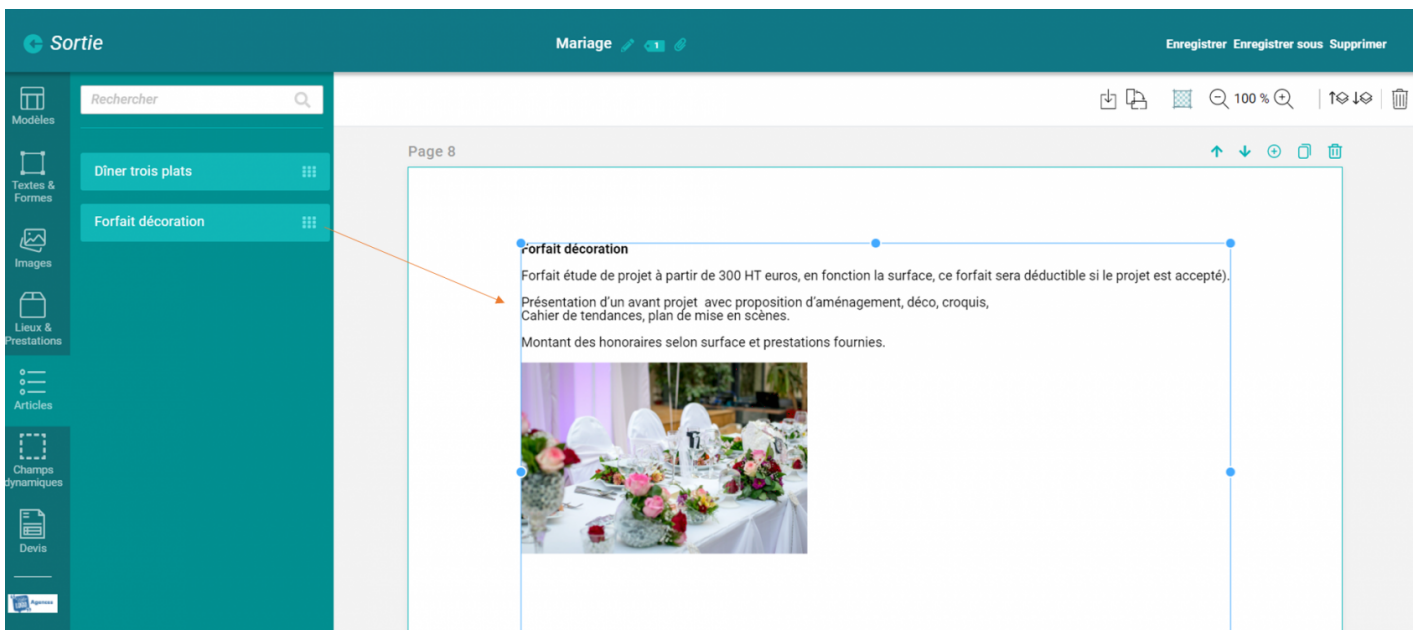 Sortie
Mariage
1
Enregistrer Enregistrer sous Supprimer
Modèles
Textes &
Formes
Images
Lieux &
Prestations
Articles
Champs
dynamiques
Devis
Rechercher
Dîner trois plats
Forfait décoration
100 %
Page 8
Forfait décoration
Forfait étude de projet à partir de 300 HT euros, en fonction la surface, ce forfait sera déductible si le projet est accepté).
Présentation d'un avant projet avec proposition d'aménagement, déco, croquis,
Cahier de tendances, plan de mise en scènes.
Montant des honoraires selon surface et prestations fournies.